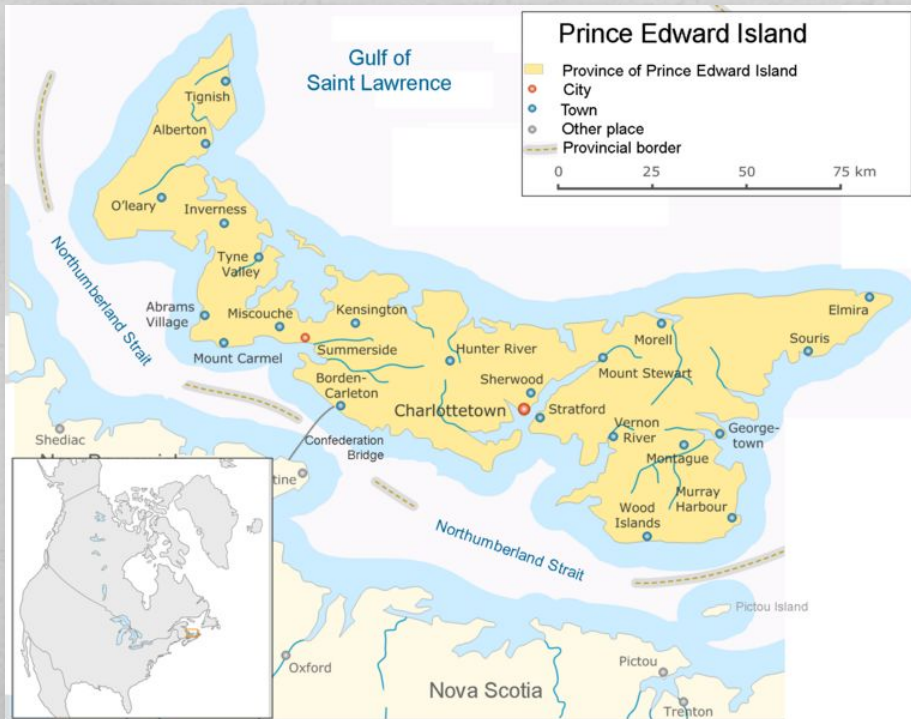 Prince Edward Island
Province of Prince Edward Island
City
Town
Other place
Provincial border
0 25 50 75 km
Gulf of
Saint Lawrence
Tignish
Alberton
O'leary
Inverness
Tyne
Valley
Abrams
Village
Miscouche
Kensington
Mount Carmel
Summerside
Hunter River
Borden-
Carleton
Sherwood
Charlottetown
Stratford
Morell
Mount Stewart
Elmira
Souris
Vernon
River
George-
town
Montague
Murray
Harbour
Wood
Islands
Northumberland Strait
Confederation
Bridge
Shediac
tine
Northumberland Strait
Pictou Island
Oxford
Nova Scotia
Pictou
Trenton